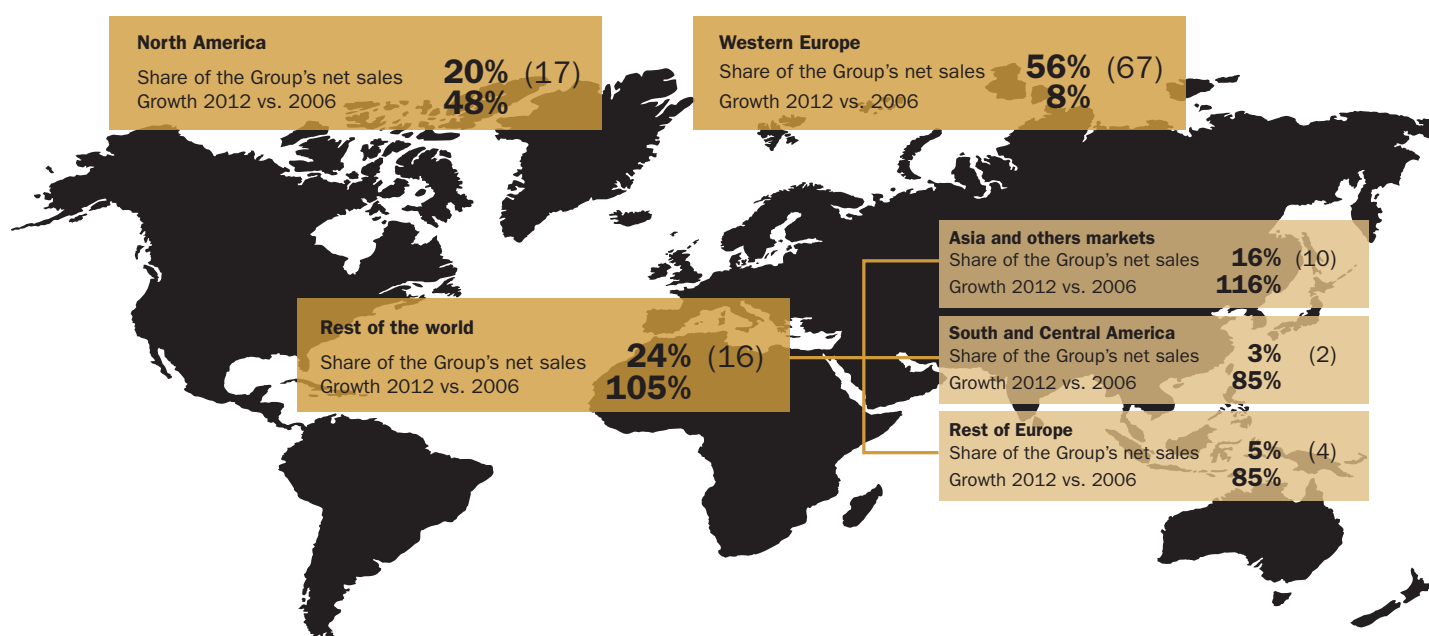 North America
Share of the Group's net sales 20% (17)
Growth 2012 vs. 2006 48%
Western Europe
Share of the Group's net sales 56% (67)
Growth 2012 vs. 2006 8%
Rest of the world
Share of the Group's net sales 24% (16)
Growth 2012 vs. 2006 105%
Asia and others markets
Share of the Group's net sales 16% (10)
Growth 2012 vs. 2006 116%
South and Central America
Share of the Group's net sales 3% (2)
Growth 2012 vs. 2006 85%
Rest of Europe
Share of the Group's net sales 5% (4)
Growth 2012 vs. 2006 85%